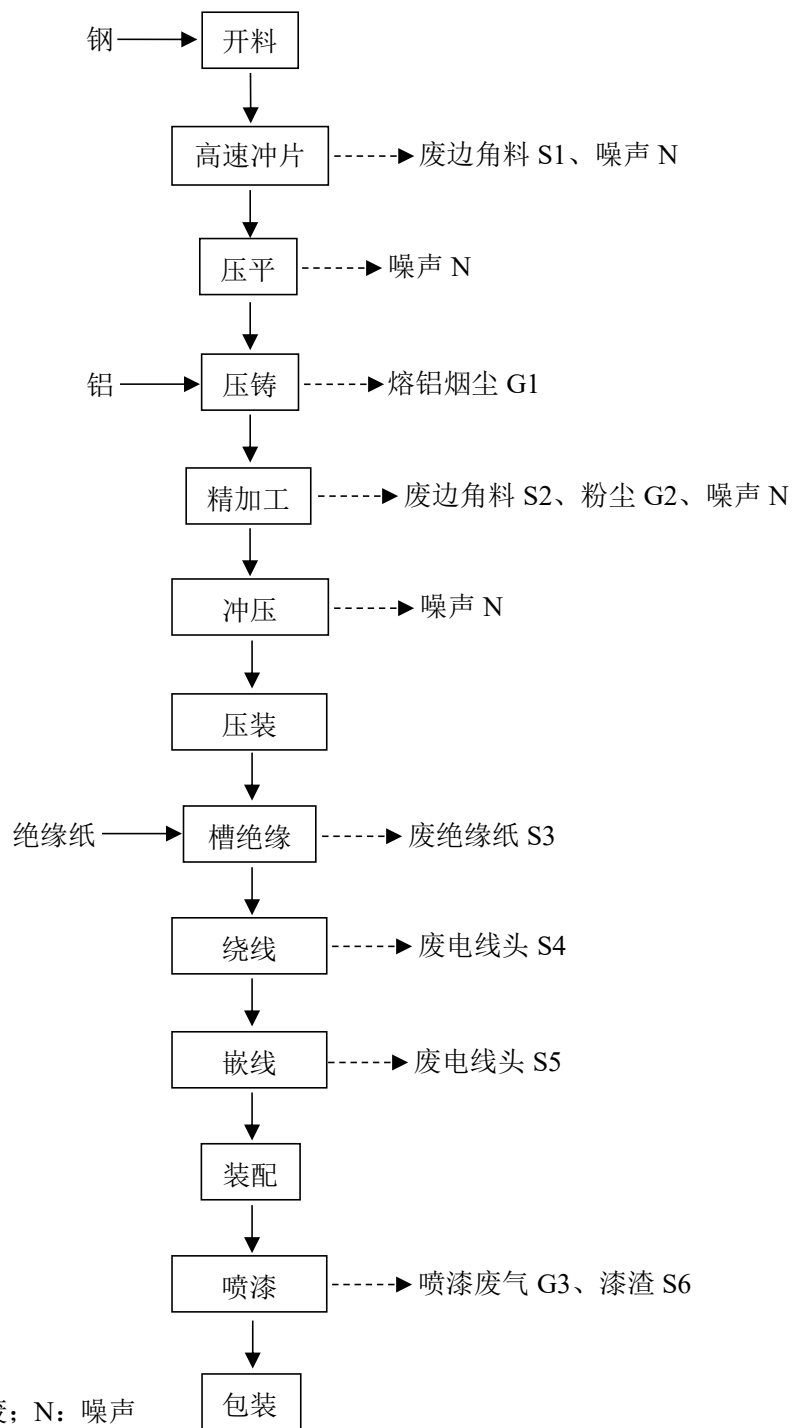 钢
开料
高速冲片
废边角料 S1、噪声 N
压平
噪声 N
铝
压铸
熔铝烟尘 G1
精加工
废边角料 S2、粉尘 G2、噪声 N
冲压
噪声 N
压装
绝缘纸
槽绝缘
废绝缘纸 S3
绕线
废电线头 S4
嵌线
废电线头 S5
装配
喷漆
喷漆废气 G3、漆渣 S6
；N：噪声
包装